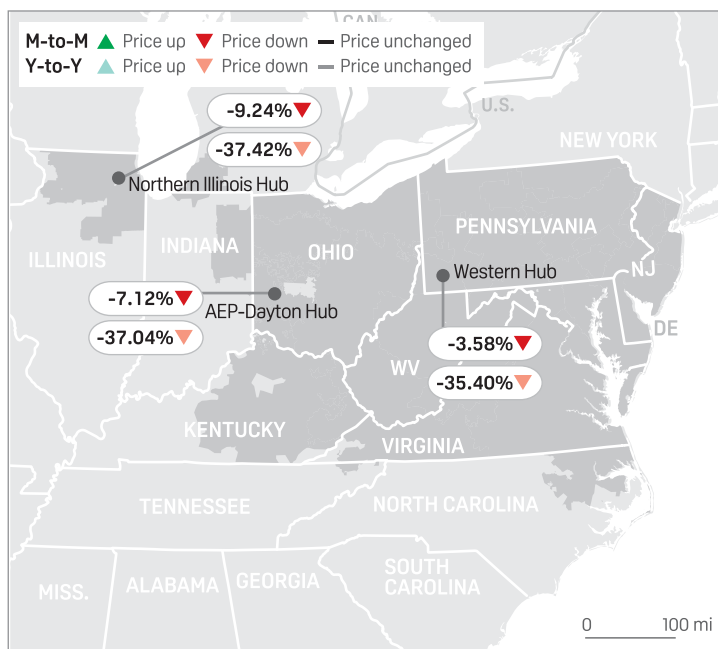 M-to-M Price up Price down Price unchanged
Y-to-Y Price up Price down Price unchanged
CAN
U.S.
-9.24%
-37.42%
NEW YORK
Northern Illinois Hub
PENNSYLVANIA
ILLINOIS
INDIANA
OHIO
Western Hub
NJ
-7.12%
AEP-Dayton Hub
-37.04%
DE
-3.58%
WV
-35.40%
KENTUCKY
VIRGINIA
TENNESSEE
NORTH CAROLINA
MISS.
ALABAMA
GEORGIA
SOUTH
CAROLINA
0 100 mi